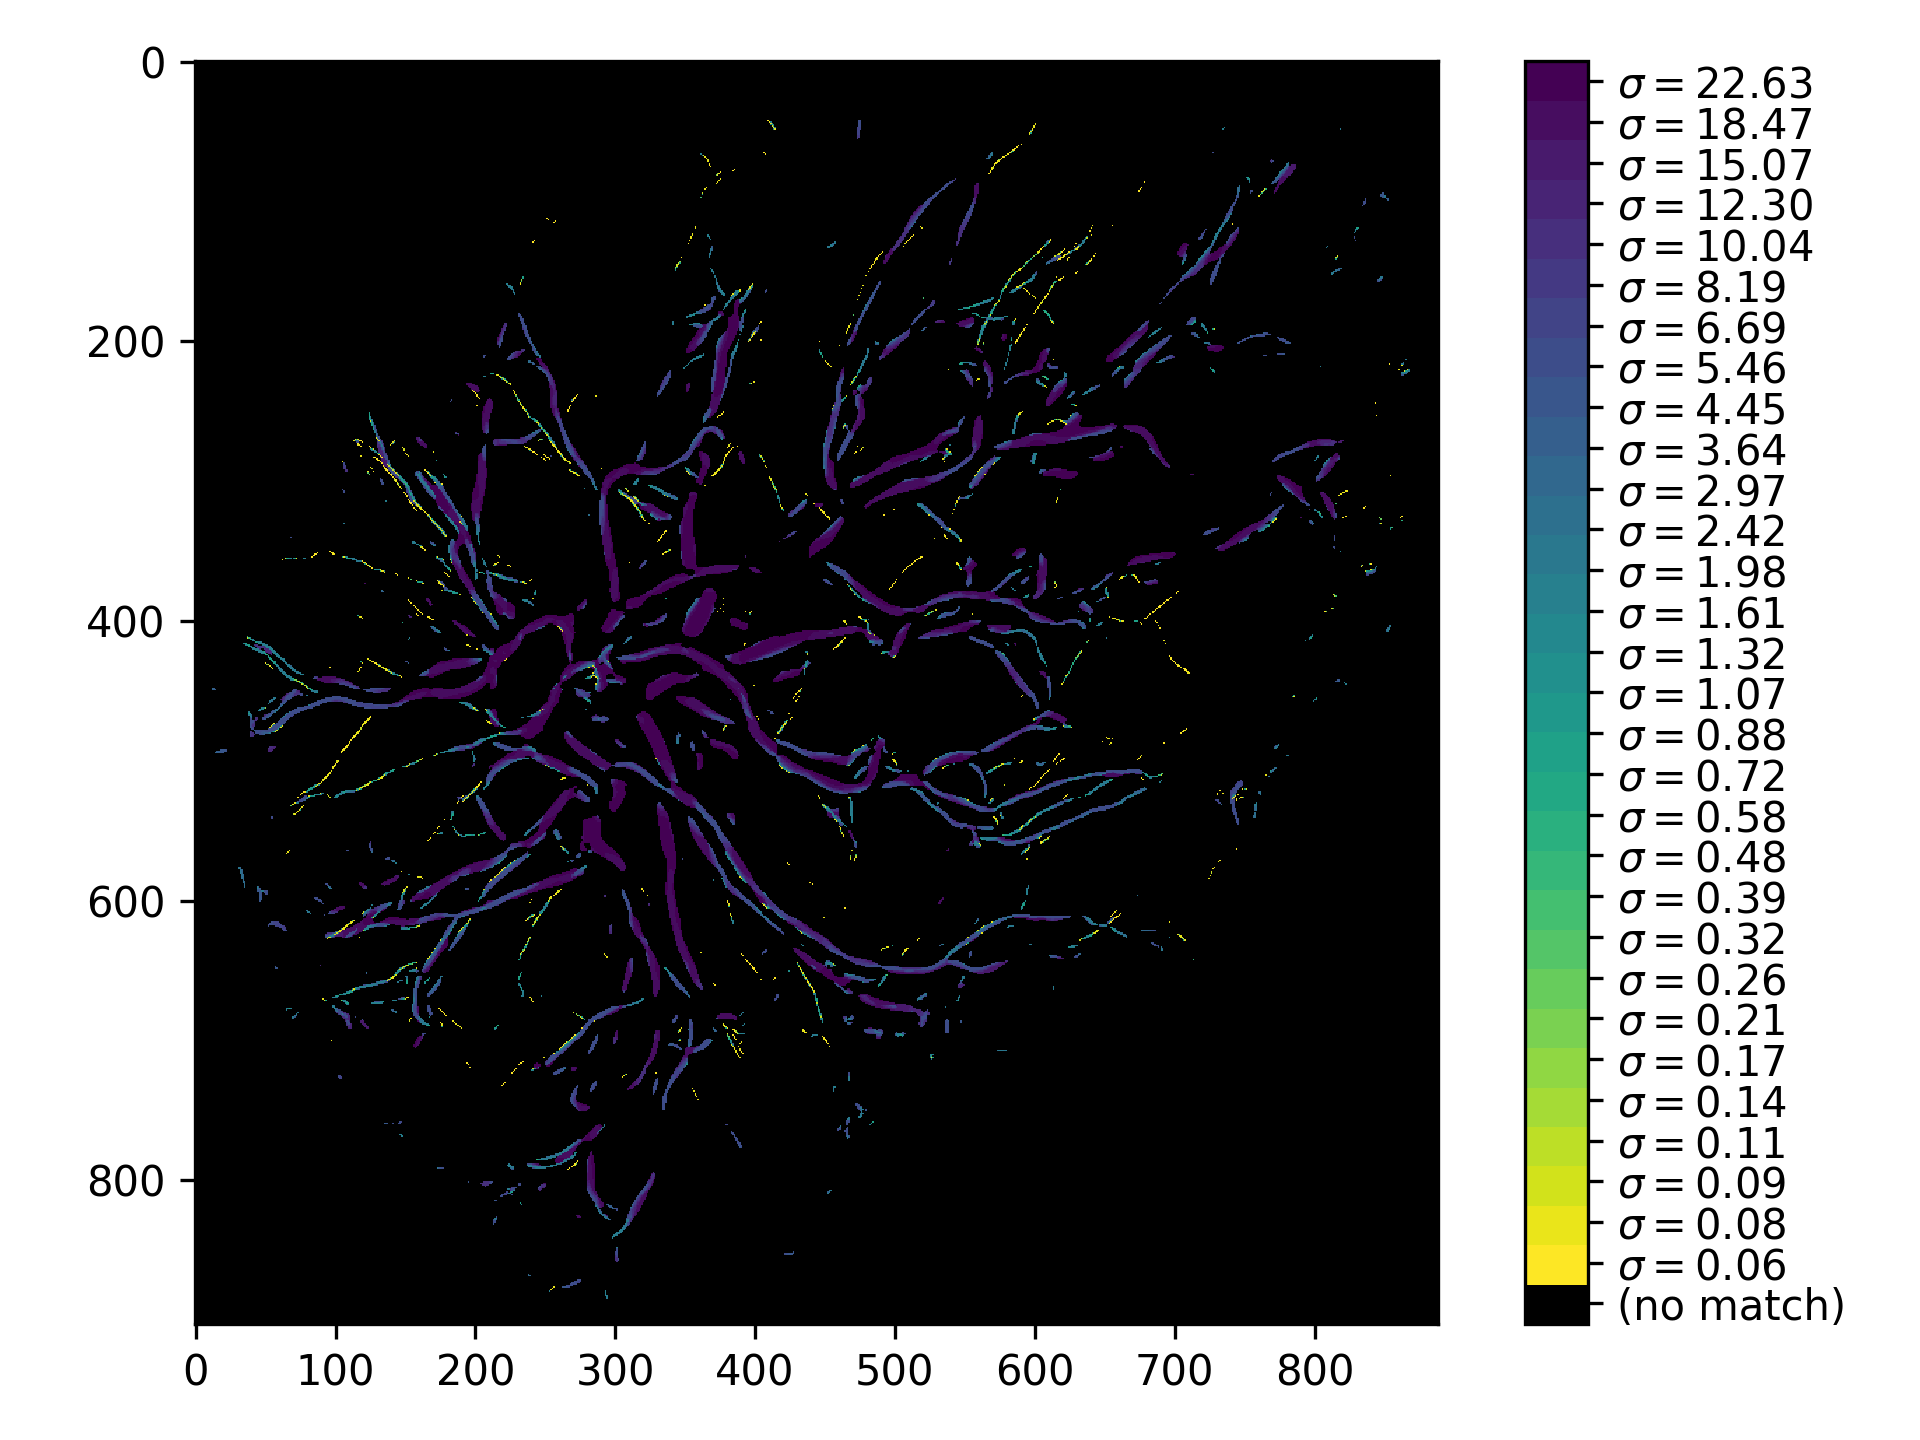 0
200
400
600
800
0 100 200 300 400 500 600 700 800
σ = 22.63
σ = 18.47
σ = 15.07
σ = 12.30
σ = 10.04
σ = 8.19
σ = 6.69
σ = 5.46
σ = 4.45
σ = 3.64
σ = 2.97
σ = 2.42
σ = 1.98
σ = 1.61
σ = 1.32
σ = 1.07
σ = 0.88
σ = 0.72
σ = 0.58
σ = 0.48
σ = 0.39
σ = 0.32
σ = 0.26
σ = 0.21
σ = 0.17
σ = 0.14
σ = 0.11
σ = 0.09
σ = 0.08
σ = 0.06
(no match)